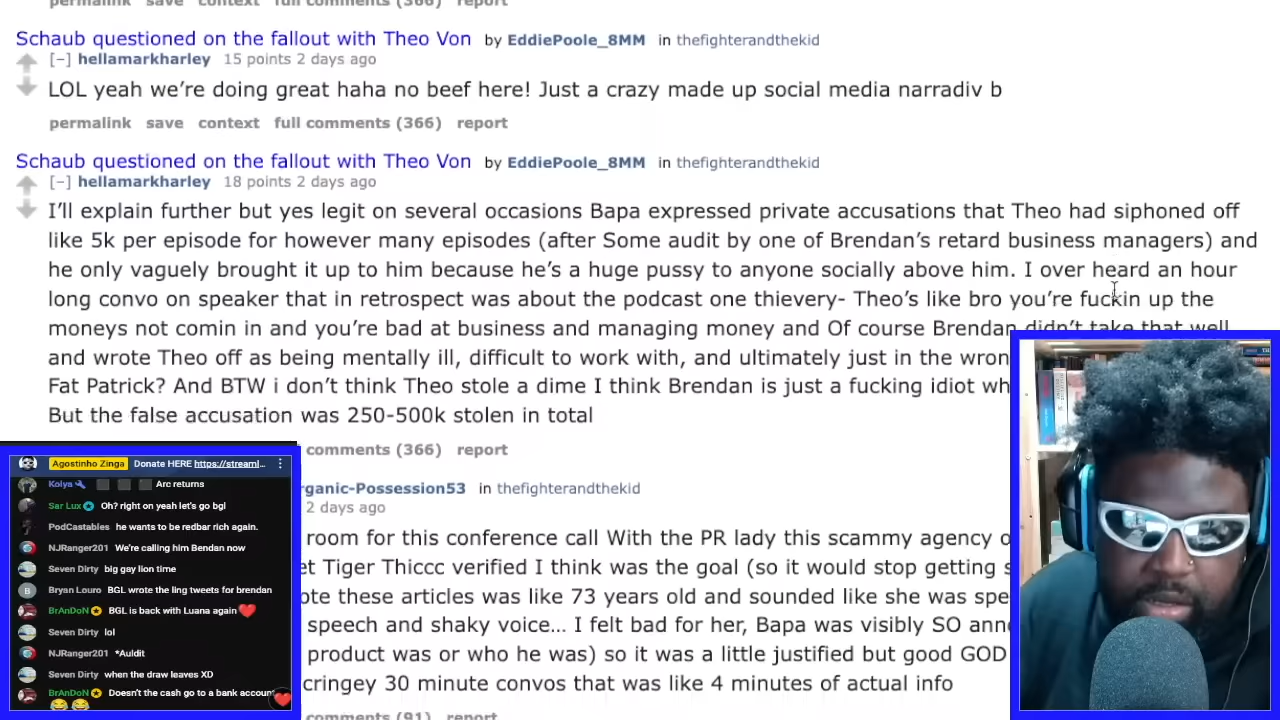 permalink save context full comments (366) report
Schaub questioned on the fallout with Theo Von by EddiePoole_8MM in thefighterandthekid
[–] hellamarkharley 15 points 2 days ago
LOL yeah we’re doing great haha no beef here! Just a crazy made up social media narradiv b
permalink save context full comments (366) report
Schaub questioned on the fallout with Theo Von by EddiePoole_8MM in thefighterandthekid
[–] hellamarkharley 18 points 2 days ago
I’ll explain further but yes legit on several occasions Bapa expressed private accusations that Theo had siphoned off
like 5k per episode for however many episodes (after Some audit by one of Brendan’s retard business managers) and
he only vaguely brought it up to him because he’s a huge pussy to anyone socially above him. I over heard an hour
long convo on speaker that in retrospect was about the podcast one thievery- Theo’s like bro you’re fuckin up the
moneys not comin in and you’re bad at business and managing money and Of course Brendan didn’t take that well
and wrote Theo off as being mentally ill, difficult to work with, and ultimately just in the wron
Fat Patrick? And BTW i don’t think Theo stole a dime I think Brendan is just a fucking idiot wh
But the false accusation was 250-500k stolen in total
comments (366) report
rganic-Possession53 in thefighterandthekid
2 days ago
room for this conference call With the PR lady this scammy agency o
et Tiger Thiccc verified I think was the goal (so it would stop getting s
ote these articles was like 73 years old and sounded like she was spe
speech and shaky voice... I felt bad for her, Bapa was visibly SO ann
product was or who he was) so it was a little justified but good GOD
cringey 30 minute convos that was like 4 minutes of actual info
comments (91) report
Agostinho Zinga Donate HERE https://streaml...
Kolya Arc returns
Sar Lux Oh? right on yeah let's go bgl
PodCastables he wants to be redbar rich again.
NJRanger201 We're calling him Bendan now
Seven Dirty big gay lion time
Bryan Louro BGL wrote the ling tweets for brendan
BrAnDoN BGL is back with Luana again
Seven Dirty lol
NJRanger201 *Auldit
Seven Dirty when the draw leaves XD
BrAnDoN Doesn't the cash go to a bank account